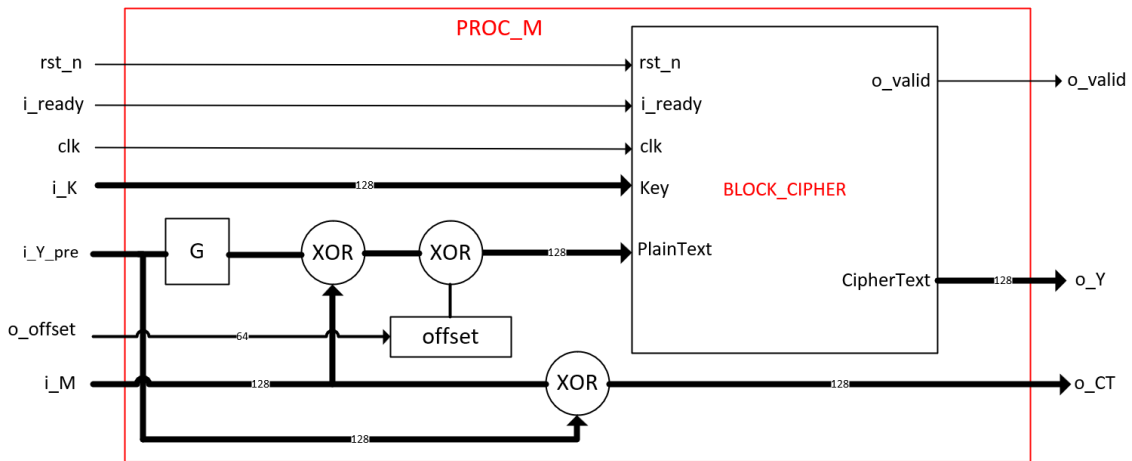 PROC_M
rst_n
rst_n
o_valid
o_valid
i_ready
i_ready
clk
clk
i_K
128
Key
BLOCK_CIPHER
i_Y_pre
G
XOR
XOR
128
PlainText
CipherText
128
o_Y
o_offset
64
offset
i_M
128
XOR
128
o_CT
128